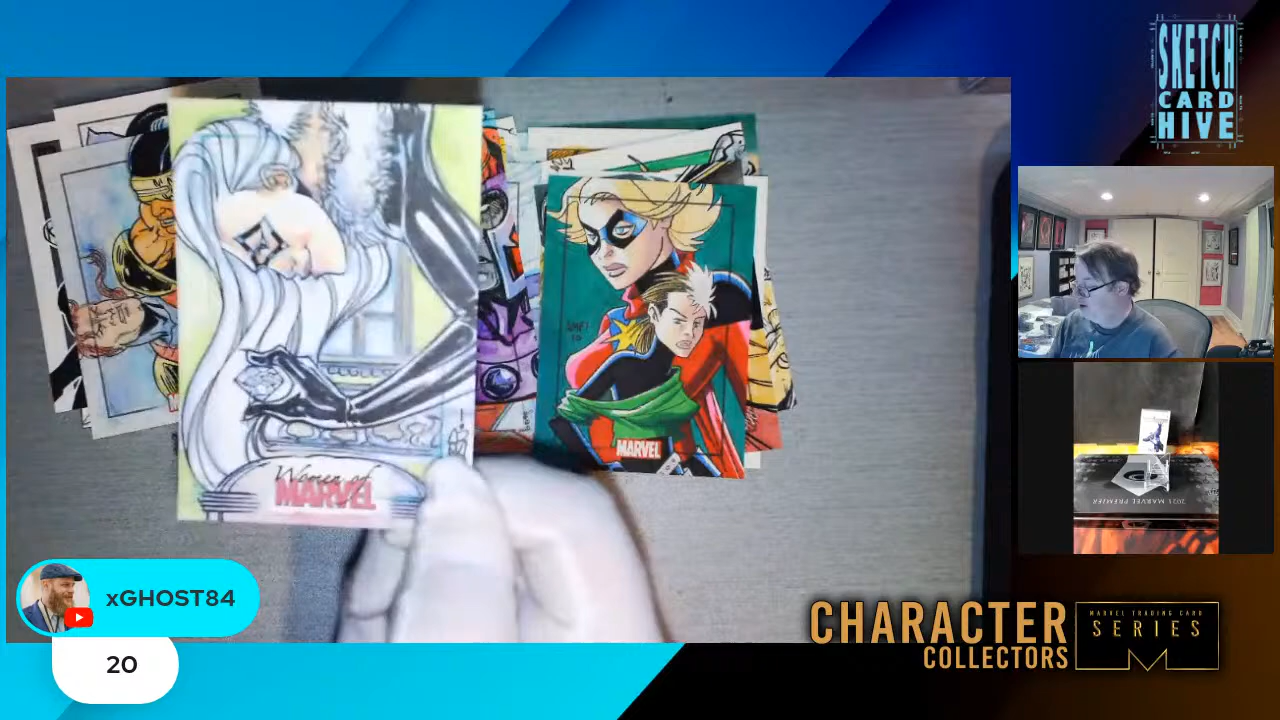 SKETCH
CARD
HIVE
Women of
MARVEL
MARVEL
2021 MARVEL PREMIER
xGHOST84
20
CHARACTER
COLLECTORS
MARVEL TRADING CARD
SERIES
M